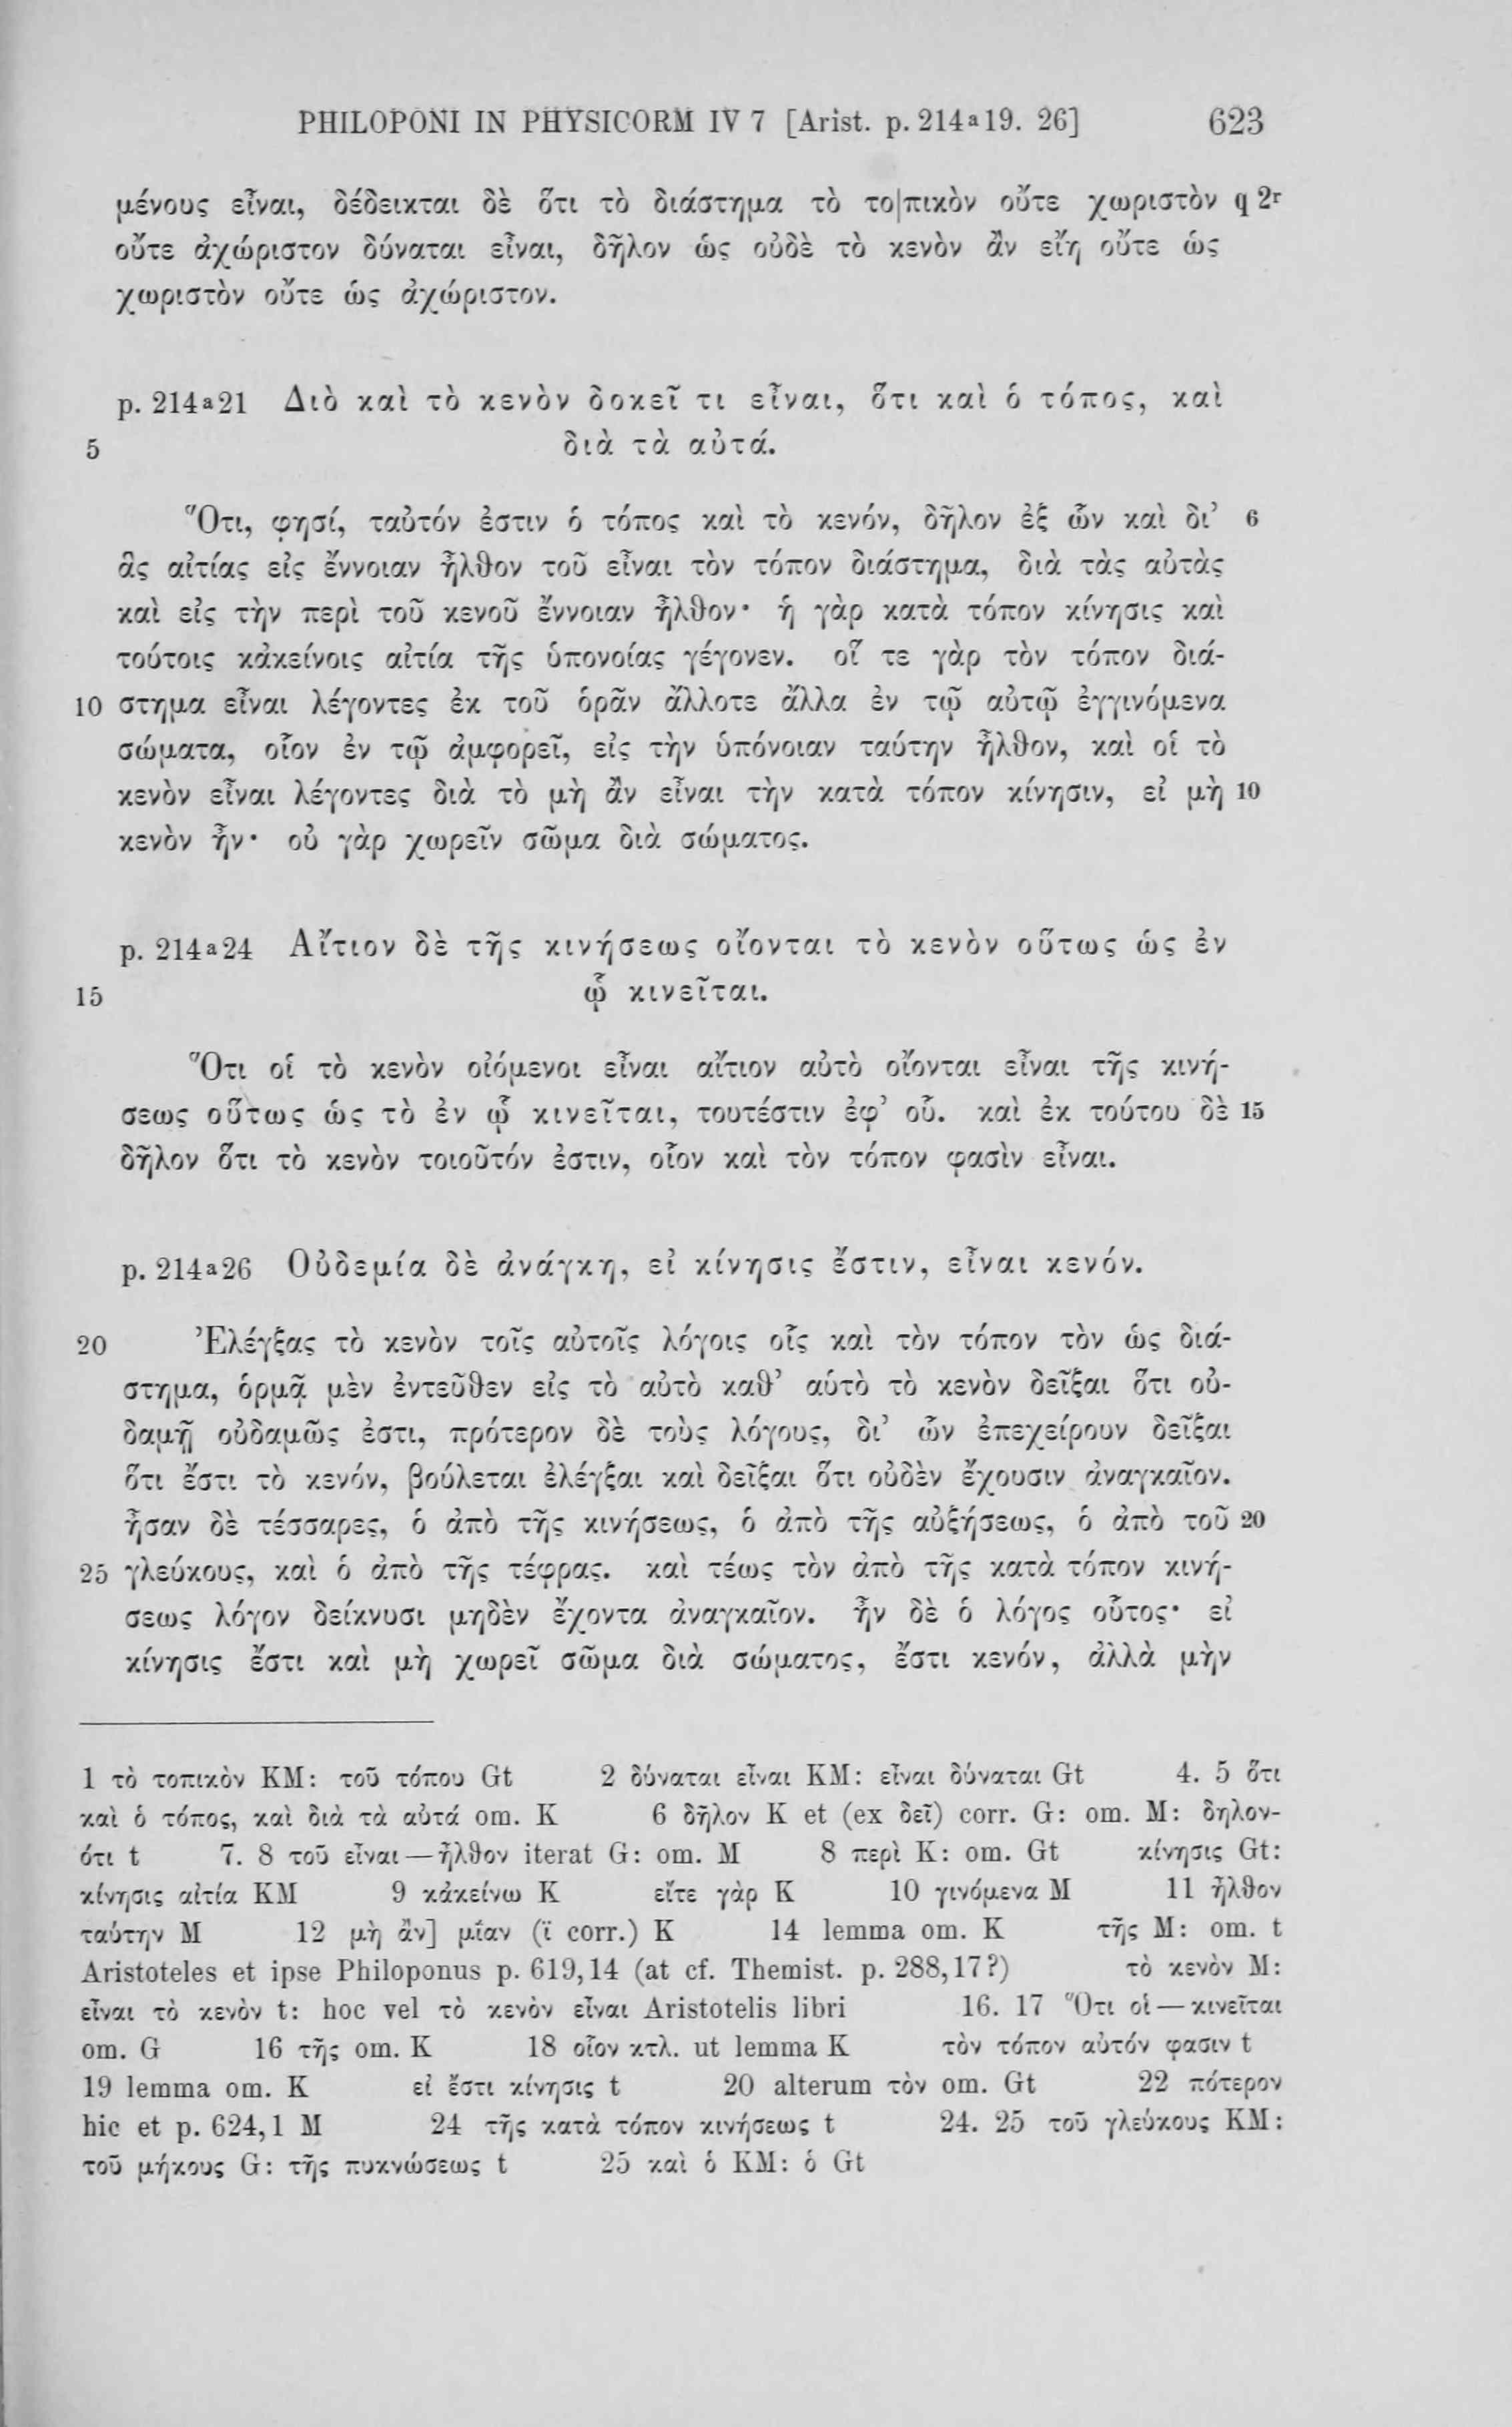 PHILOPONI IN PHYSICORM IV 7 [Arist. p. 214a19. 26] 623
μένους εἶναι, δέδεικται δὲ ὅτι τὸ διάστημα τὸ το|πικὸν οὔτε χωριστὸν q 2r
οὔτε ἀχώριστον δύναται εἶναι, δῆλον ὡς οὐδὲ τὸ κενὸν ἂν εἴη οὔτε ὡς
χωριστὸν οὔτε ὡς ἀχώριστον.
p. 214a21 Διὸ καὶ τὸ κενὸν δοκεῖ τι εἶναι, ὅτι καὶ ὁ τόπος, καὶ
5 διὰ τὰ αὐτά.
Ὅτι, φησί, ταὐτόν ἐστιν ὁ τόπος καὶ τὸ κενόν, δῆλον ἐξ ὧν καὶ δι’ 6
ἃς αἰτίας εἰς ἔννοιαν ἦλθον τοῦ εἶναι τὸν τόπον διάστημα, διὰ τὰς αὐτὰς
καὶ εἰς τὴν περὶ τοῦ κενοῦ ἔννοιαν ἦλθον· ἡ γὰρ κατὰ τόπον κίνησις καὶ
τούτοις κἀκείνοις αἰτία τῆς ὑπονοίας γέγονεν. οἵ τε γὰρ τὸν τόπον διά-
10 στημα εἶναι λέγοντες ἐκ τοῦ ὁρᾶν ἄλλοτε ἄλλα ἐν τῷ αὐτῷ ἐγγινόμενα
σώματα, οἷον ἐν τῷ ἀμφορεῖ, εἰς τὴν ὑπόνοιαν ταύτην ἦλθον, καὶ οἱ τὸ
κενὸν εἶναι λέγοντες διὰ τὸ μὴ ἂν εἶναι τὴν κατὰ τόπον κίνησιν, εἰ μὴ 10
κενὸν ἦν· οὐ γὰρ χωρεῖν σῶμα διὰ σώματος.
p. 214a24 Αἴτιον δὲ τῆς κινήσεως οἴονται τὸ κενὸν οὕτως ὡς ἐν
15 ᾧ κινεῖται.
Ὅτι οἱ τὸ κενὸν οἰόμενοι εἶναι αἴτιον αὐτὸ οἴονται εἶναι τῆς κινή-
σεως οὕτως ὡς τὸ ἐν ᾧ κινεῖται, τουτέστιν ἐφ’ οὗ. καὶ ἐκ τούτου δὲ 15
δῆλον ὅτι τὸ κενὸν τοιοῦτόν ἐστιν, οἷον καὶ τὸν τόπον φασὶν εἶναι.
p. 214a26 Οὐδεμία δὲ ἀνάγκη, εἰ κίνησις ἔστιν, εἶναι κενόν.
20 Ἐλέγξας τὸ κενὸν τοῖς αὐτοῖς λόγοις οἷς καὶ τὸν τόπον τὸν ὡς διά-
στημα, ὁρμᾷ μὲν ἐντεῦθεν εἰς τὸ αὐτὸ καθ’ αὑτὸ τὸ κενὸν δεῖξαι ὅτι οὐ-
δαμῇ οὐδαμῶς ἐστι, πρότερον δὲ τοὺς λόγους, δι’ ὧν ἐπεχείρουν δεῖξαι
ὅτι ἔστι τὸ κενόν, βούλεται ἐλέγξαι καὶ δεῖξαι ὅτι οὐδὲν ἔχουσιν ἀναγκαῖον.
ἦσαν δὲ τέσσαρες, ὁ ἀπὸ τῆς κινήσεως, ὁ ἀπὸ τῆς αὐξήσεως, ὁ ἀπὸ τοῦ 20
25 γλεύκους, καὶ ὁ ἀπὸ τῆς τέφρας. καὶ τέως τὸν ἀπὸ τῆς κατὰ τόπον κινή-
σεως λόγον δείκνυσι μηδὲν ἔχοντα ἀναγκαῖον. ἦν δὲ ὁ λόγος οὗτος· εἰ
κίνησις ἔστι καὶ μὴ χωρεῖ σῶμα διὰ σώματος, ἔστι κενόν, ἀλλὰ μὴν
1 τὸ τοπικὸν KM: τοῦ τόπου Gt 2 δύναται εἶναι KM: εἶναι δύναται Gt 4. 5 ὅτι
καὶ ὁ τόπος, καὶ διὰ τὰ αὐτά om. K 6 δῆλον K et (ex δεῖ) corr. G: om. M: δηλον-
ότι t 7. 8 τοῦ εἶναι — ἦλθον iterat G: om. M 8 περὶ K: om. Gt κίνησις Gt:
κίνησις αἰτία KM 9 κἀκείνω K εἴτε γὰρ K 10 γινόμενα M 11 ἦλθον
ταύτην M 12 μὴ ἂν] μΐαν (ϊ corr.) K 14 lemma om. K τῆς M: om. t
Aristoteles et ipse Philoponus p. 619,14 (at cf. Themist. p. 288,17?) τὸ κενὸν M:
εἶναι τὸ κενὸν t: hoc vel τὸ κενὸν εἶναι Aristotelis libri 16. 17 Ὅτι οἱ — κινεῖται
om. G 16 τῆς om. K 18 οἷον κτλ. ut lemma K τὸν τόπον αὐτόν φασιν t
19 lemma om. K εἰ ἔστι κίνησις t 20 alterum τὸν om. Gt 22 πότερον
hic et p. 624,1 M 24 τῆς κατὰ τόπον κινήσεως t 24. 25 τοῦ γλεύκους KM:
τοῦ μήκους G: τῆς πυκνώσεως t 25 καὶ ὁ KM: ὁ Gt